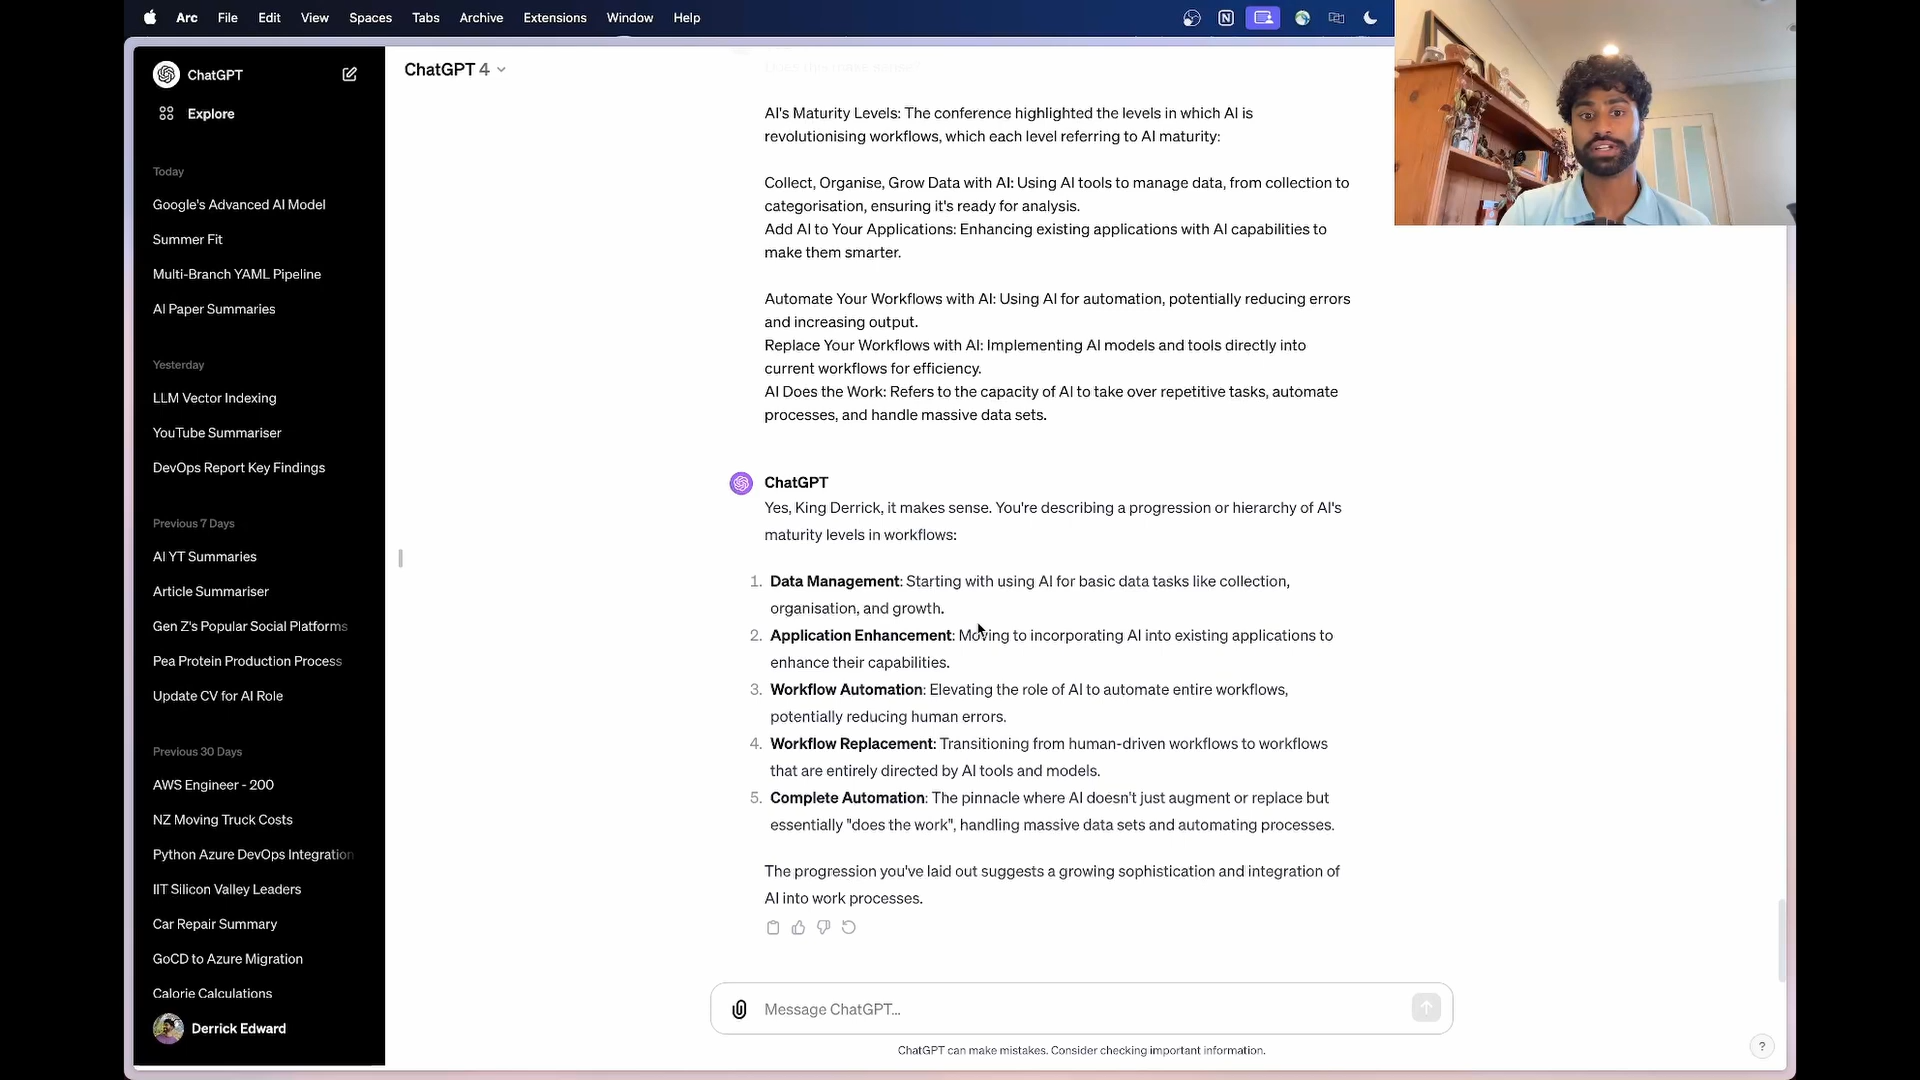 Arc File Edit View Spaces Tabs Archive Extensions Window Help
ChatGPT
Explore
Today
Google's Advanced AI Model
Summer Fit
Multi-Branch YAML Pipeline
AI Paper Summaries
Yesterday
LLM Vector Indexing
YouTube Summariser
DevOps Report Key Findings
Previous 7 Days
AI YT Summaries
Article Summariser
Gen Z's Popular Social Platforms
Pea Protein Production Process
Update CV for AI Role
Previous 30 Days
AWS Engineer - 200
NZ Moving Truck Costs
Python Azure DevOps Integration
IIT Silicon Valley Leaders
Car Repair Summary
GoCD to Azure Migration
Calorie Calculations
Derrick Edward
ChatGPT 4
Does this make sense?
AI's Maturity Levels: The conference highlighted the levels in which AI is
revolutionising workflows, which each level referring to AI maturity:
Collect, Organise, Grow Data with AI: Using AI tools to manage data, from collection to
categorisation, ensuring it's ready for analysis.
Add AI to Your Applications: Enhancing existing applications with AI capabilities to
make them smarter.
Automate Your Workflows with AI: Using AI for automation, potentially reducing errors
and increasing output.
Replace Your Workflows with AI: Implementing AI models and tools directly into
current workflows for efficiency.
AI Does the Work: Refers to the capacity of AI to take over repetitive tasks, automate
processes, and handle massive data sets.
ChatGPT
Yes, King Derrick, it makes sense. You're describing a progression or hierarchy of AI's
maturity levels in workflows:
1. Data Management: Starting with using AI for basic data tasks like collection,
organisation, and growth.
2. Application Enhancement: Moving to incorporating AI into existing applications to
enhance their capabilities.
3. Workflow Automation: Elevating the role of AI to automate entire workflows,
potentially reducing human errors.
4. Workflow Replacement: Transitioning from human-driven workflows to workflows
that are entirely directed by AI tools and models.
5. Complete Automation: The pinnacle where AI doesn't just augment or replace but
essentially "does the work", handling massive data sets and automating processes.
The progression you've laid out suggests a growing sophistication and integration of
AI into work processes.
Message ChatGPT...
ChatGPT can make mistakes. Consider checking important information.
?